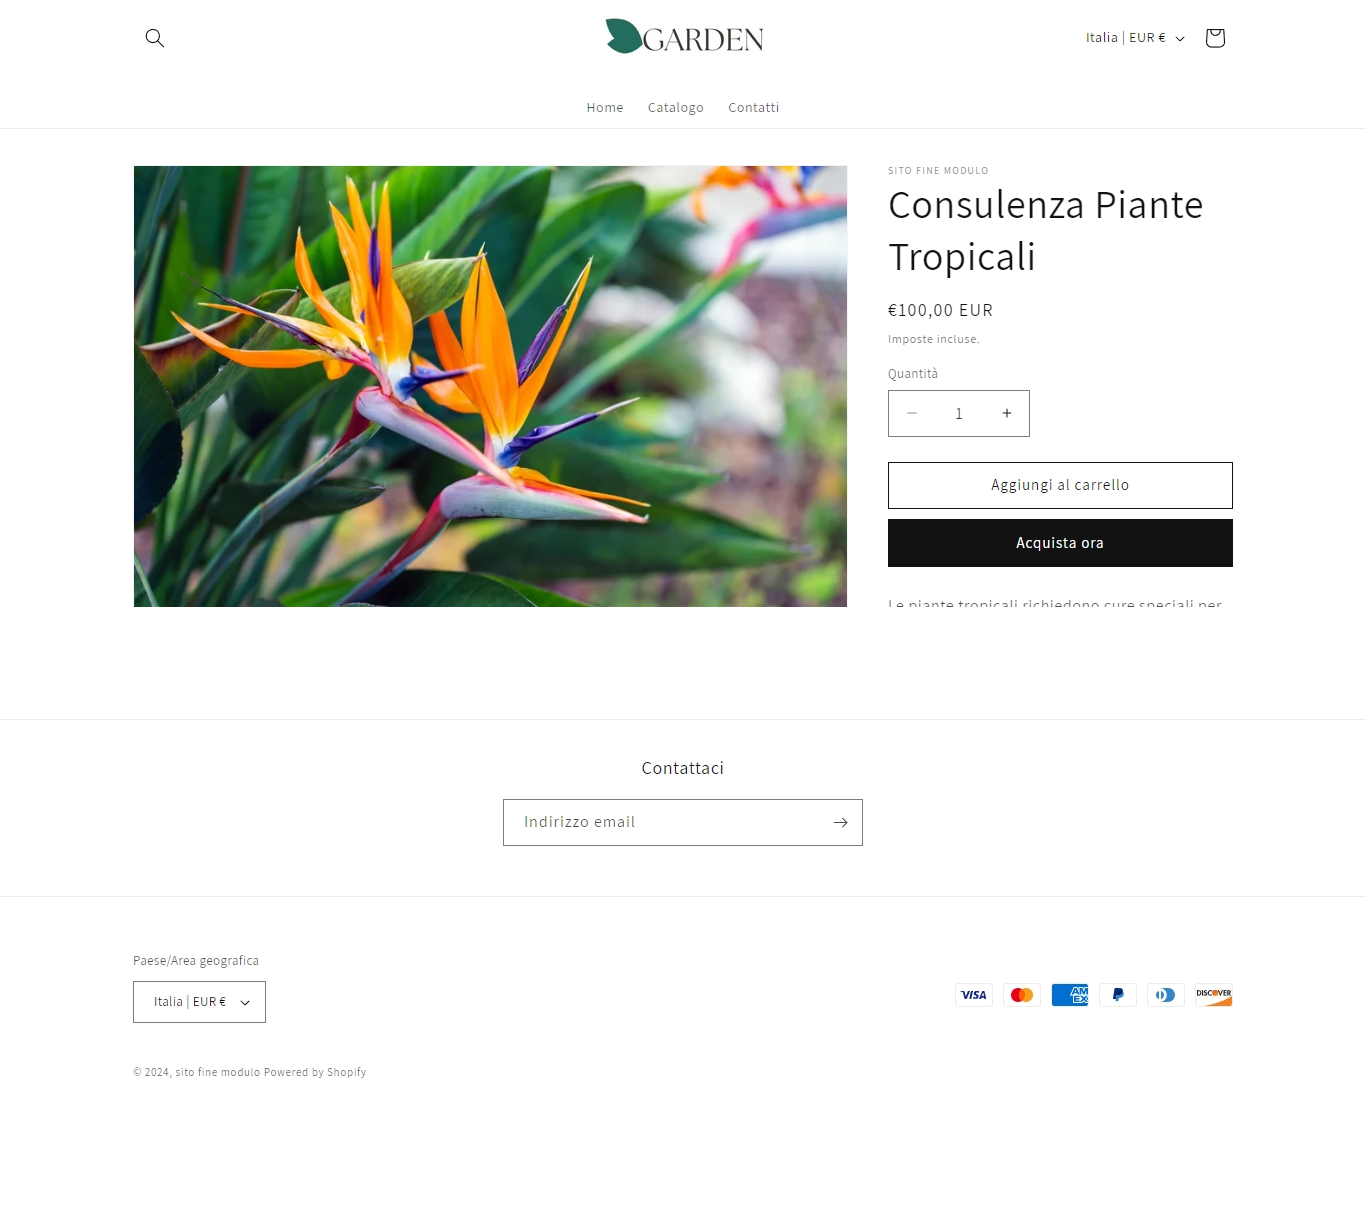 GARDEN
Italia | EUR €
Home Catalogo Contatti
SITO FINE MODULO
Consulenza Piante
Tropicali
€100,00 EUR
Imposte incluse.
Quantità
1
Aggiungi al carrello
Acquista ora
Le piante tropicali richiedono cure speciali per
Contattaci
Indirizzo email
Paese/Area geografica
Italia | EUR €
VISA AMEX DISCOVER
© 2024, sito fine modulo Powered by Shopify